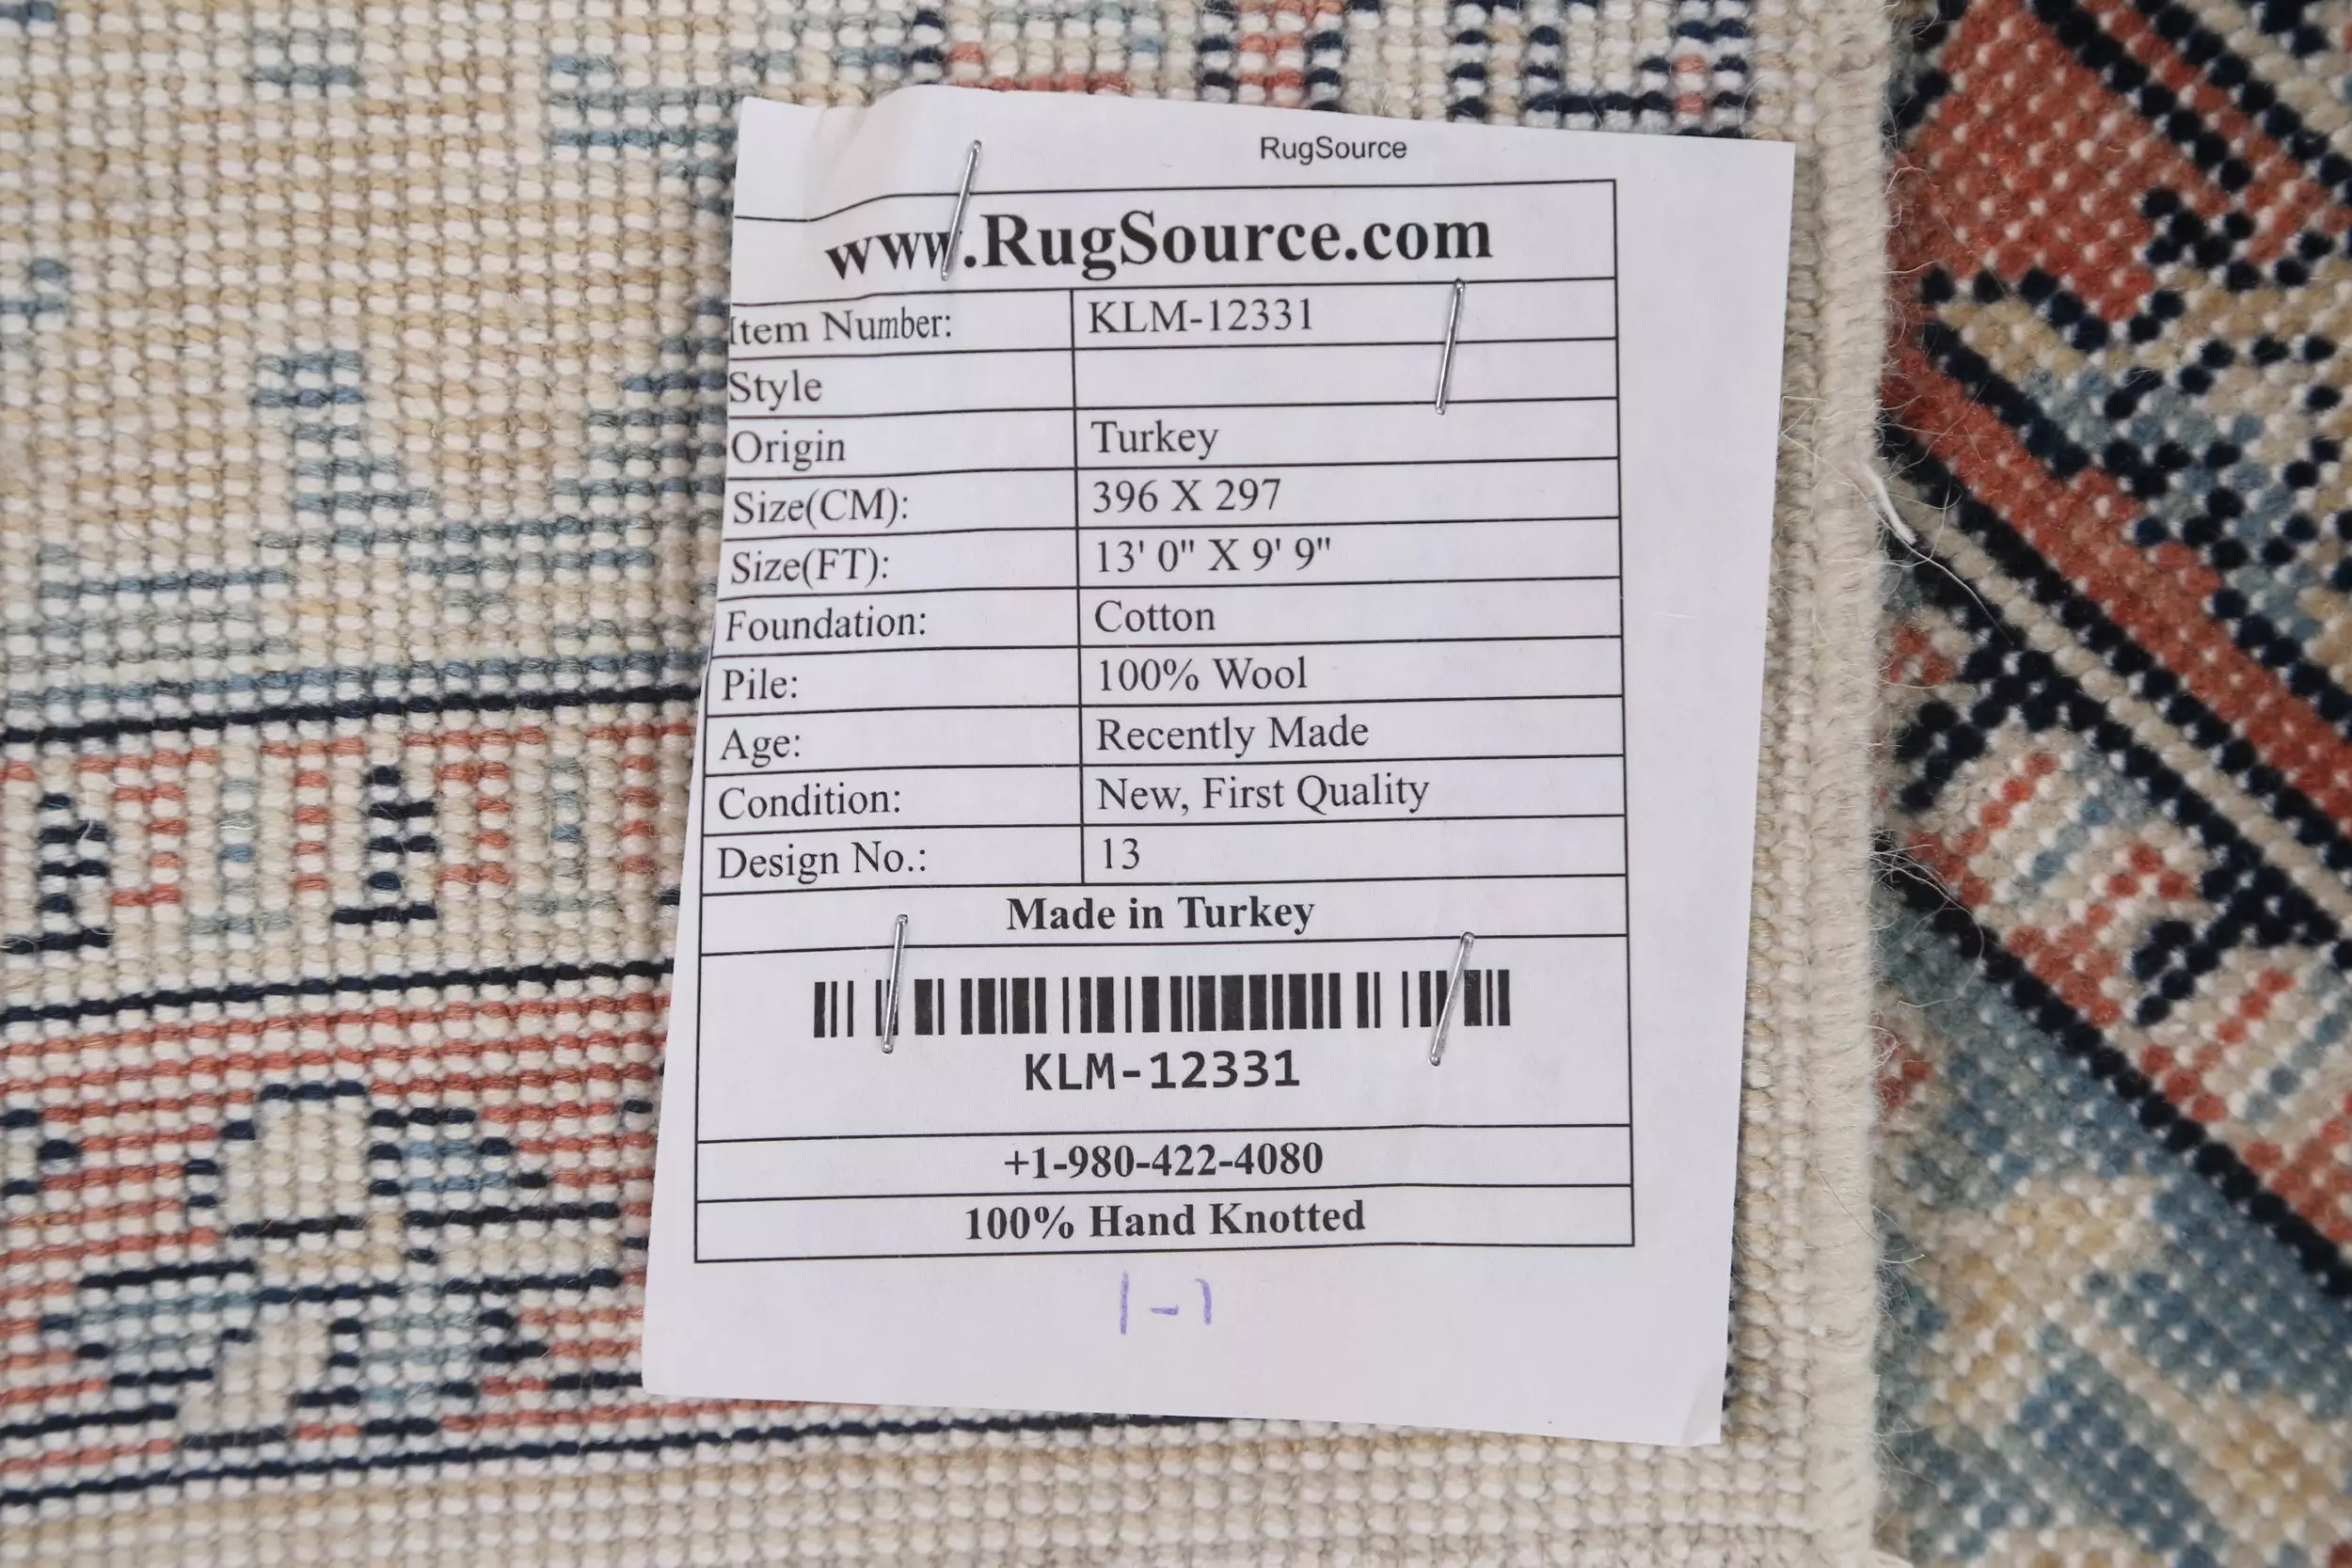 RugSource
www.RugSource.com
Item Number: KLM-12331
Style
Origin Turkey
Size(CM): 396 X 297
Size(FT): 13' 0" X 9' 9"
Foundation: Cotton
Pile: 100% Wool
Age: Recently Made
Condition: New, First Quality
Design No.: 13
Made in Turkey
KLM-12331
+1-980-422-4080
100% Hand Knotted
1-1